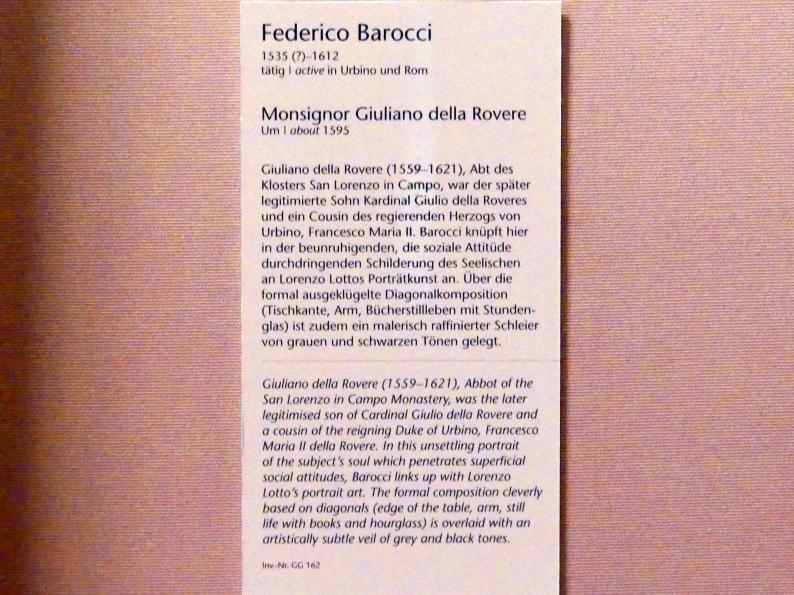 Federico Barocci
1535 (?)–1612
tätig | active in Urbino und Rom
Monsignor Giuliano della Rovere
Um | about 1595
Giuliano della Rovere (1559–1621), Abt des
Klosters San Lorenzo in Campo, war der später
legitimierte Sohn Kardinal Giulio della Roveres
und ein Cousin des regierenden Herzogs von
Urbino, Francesco Maria II. Barocci knüpft hier
in der beunruhigenden, die soziale Attitüde
durchdringenden Schilderung des Seelischen
an Lorenzo Lottos Porträtkunst an. Über die
formal ausgeklügelte Diagonalkomposition
(Tischkante, Arm, Bücherstillleben mit Stunden-
glas) ist zudem ein malerisch raffinierter Schleier
von grauen und schwarzen Tönen gelegt.
Giuliano della Rovere (1559–1621), Abbot of the
San Lorenzo in Campo Monastery, was the later
legitimised son of Cardinal Giulio della Rovere and
a cousin of the reigning Duke of Urbino, Francesco
Maria II della Rovere. In this unsettling portrait
of the subject's soul which penetrates superficial
social attitudes, Barocci links up with Lorenzo
Lotto's portrait art. The formal composition cleverly
based on diagonals (edge of the table, arm, still
life with books and hourglass) is overlaid with an
artistically subtle veil of grey and black tones.
Inv.-Nr. GG 162